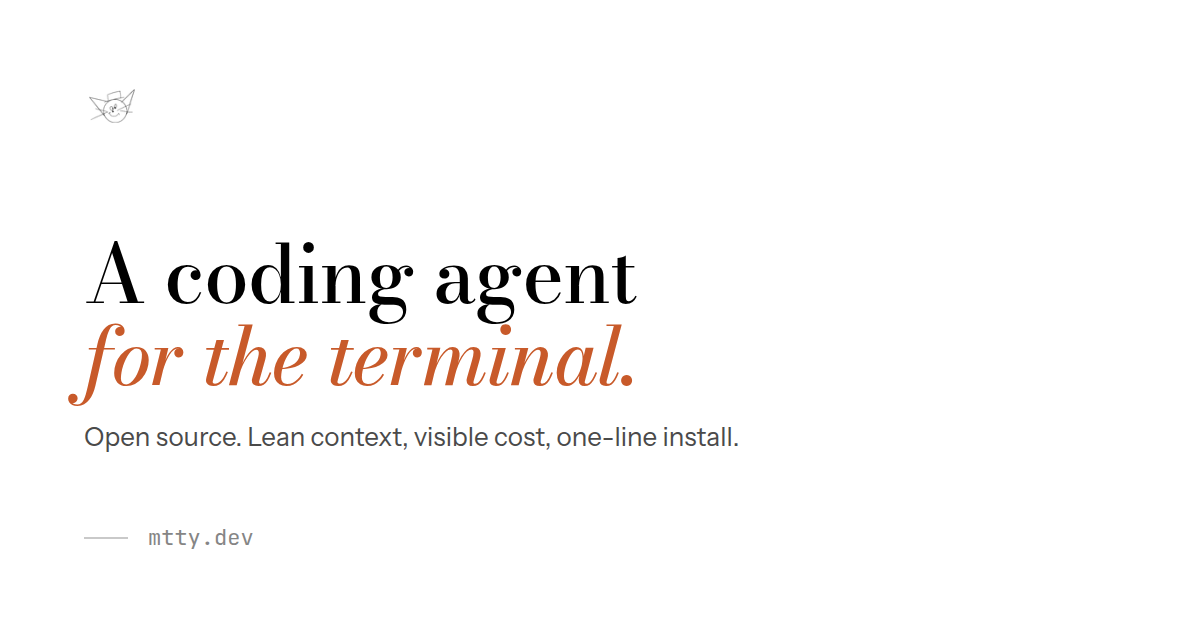 A coding agent
for the terminal.
Open source. Lean context, visible cost, one-line install.
mtty.dev